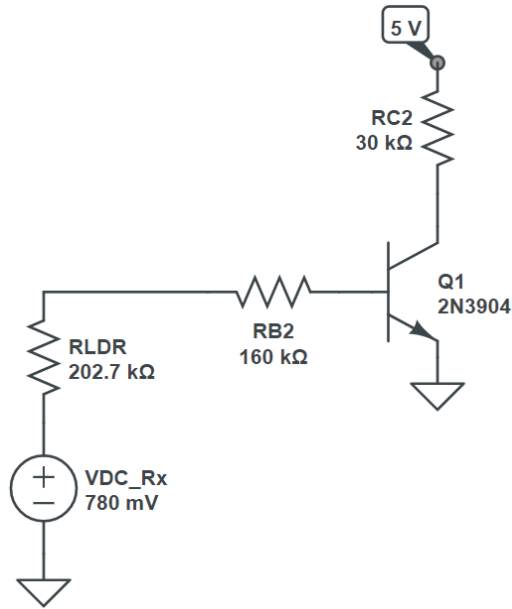 5 V
RC2
30 kΩ
Q1
2N3904
RB2
160 kΩ
RLDR
202.7 kΩ
VDC_Rx
780 mV